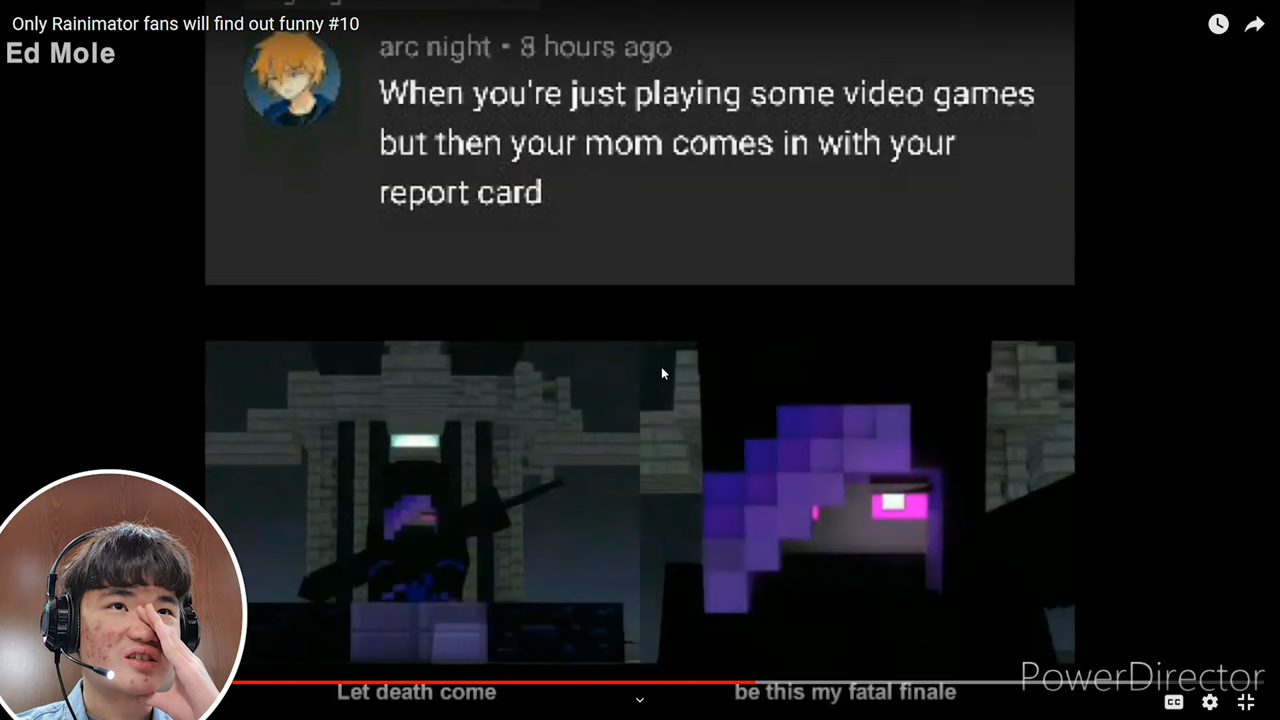 Only Rainimator fans will find out funny #10
Ed Mole
arc night • 8 hours ago
When you're just playing some video games
but then your mom comes in with your
report card
PowerDirector
Let death come
be this my fatal finale
CC